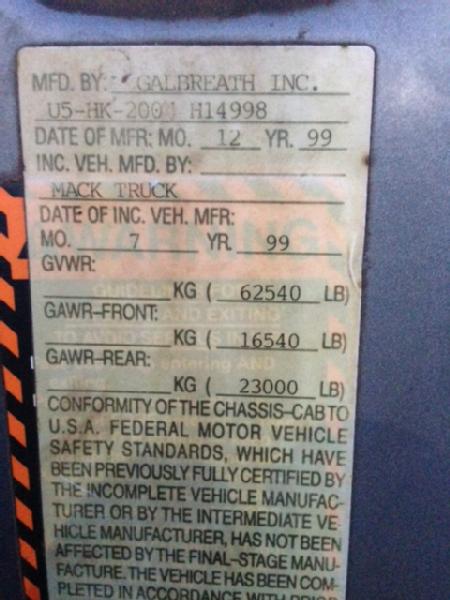 MFD. BY: GALBREATH INC.
U5-HK-200 H14998
DATE OF MFR: MO. 12 YR. 99
INC. VEH. MFD. BY:
MACK TRUCK
DATE OF INC. VEH. MFR:
MO. 7 YR. 99
GVWR:
KG ( 62540 LB)
GAWR-FRONT:
KG ( 16540 LB)
GAWR-REAR:
KG ( 23000 LB)
CONFORMITY OF THE CHASSIS-CAB TO
U.S.A. FEDERAL MOTOR VEHICLE
SAFETY STANDARDS, WHICH HAVE
BEEN PREVIOUSLY FULLY CERTIFIED BY
THE INCOMPLETE VEHICLE MANUFAC-
TURER OR BY THE INTERMEDIATE VE-
HICLE MANUFACTURER, HAS NOT BEEN
AFFECTED BY THE FINAL-STAGE MANU-
FACTURE. THE VEHICLE HAS BEEN COM-
PLETED IN ACCORDANCE WITH PRIOR